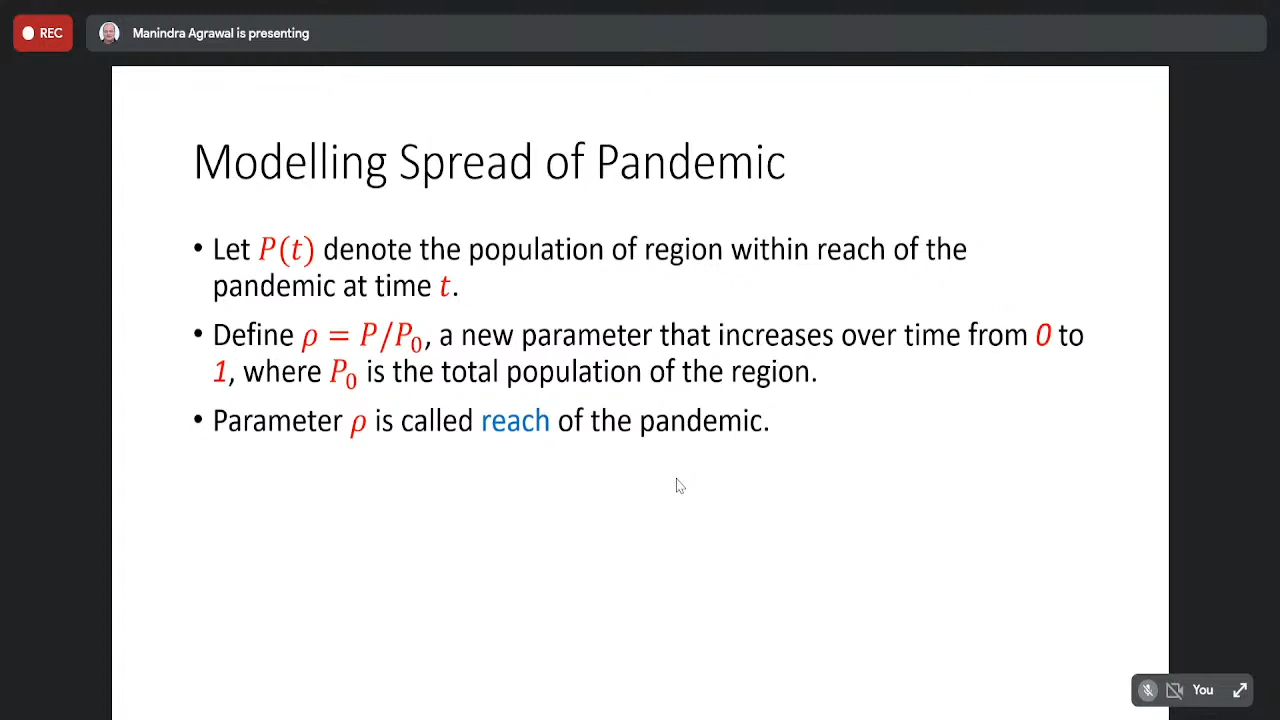 REC
Manindra Agrawal is presenting
Modelling Spread of Pandemic
• Let P(t) denote the population of region within reach of the
pandemic at time t.
• Define ρ = P/P₀, a new parameter that increases over time from 0 to
1, where P₀ is the total population of the region.
• Parameter ρ is called reach of the pandemic.
You